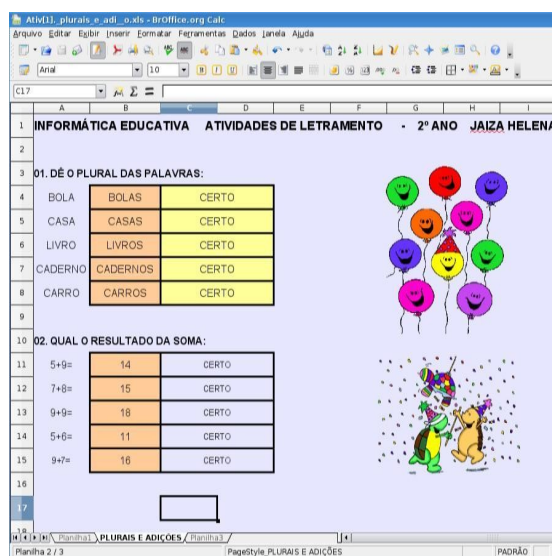 Ativ[1]._plurais_e_adi__o.xls - BrOffice.org Calc
Arquivo Editar Exibir Inserir Formatar Ferramentas Dados Janela Ajuda
Arial 10
C17
A B C D E F G H I
1 INFORMÁTICA EDUCATIVA ATIVIDADES DE LETRAMENTO - 2º ANO JAIZA HELENA
2
3 01. DÊ O PLURAL DAS PALAVRAS:
4 BOLA BOLAS CERTO
5 CASA CASAS CERTO
6 LIVRO LIVROS CERTO
7 CADERNO CADERNOS CERTO
8 CARRO CARROS CERTO
9
10 02. QUAL O RESULTADO DA SOMA:
11 5+9= 14 CERTO
12 7+8= 15 CERTO
13 9+9= 18 CERTO
14 5+6= 11 CERTO
15 9+7= 16 CERTO
16
17
18
Planilha1 PLURAIS E ADIÇÕES Planilha3
Planilha 2 / 3 PageStyle_PLURAIS E ADIÇÕES PADRÃO